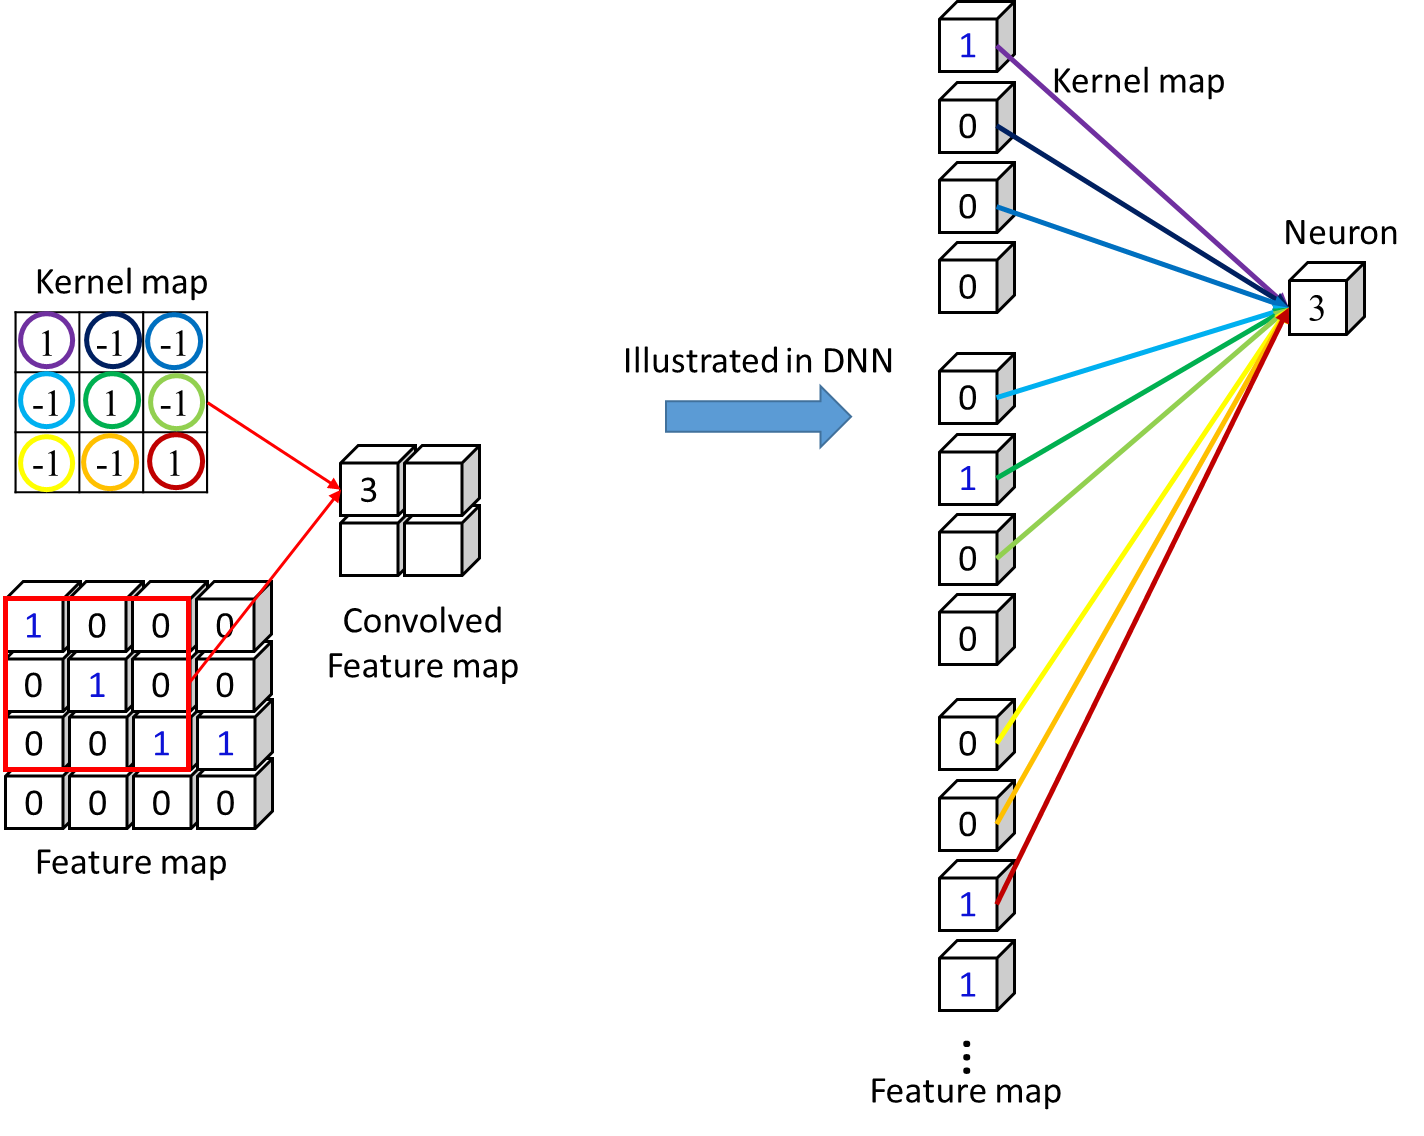 Kernel map
1 -1 -1
-1 1 -1
-1 -1 1
1 0 0 0
0 1 0 0
0 0 1 1
0 0 0 0
Feature map
3
Convolved
Feature map
Illustrated in DNN
1
0
0
0
0
1
0
0
0
0
1
1
⋮
Feature map
Kernel map
Neuron
3